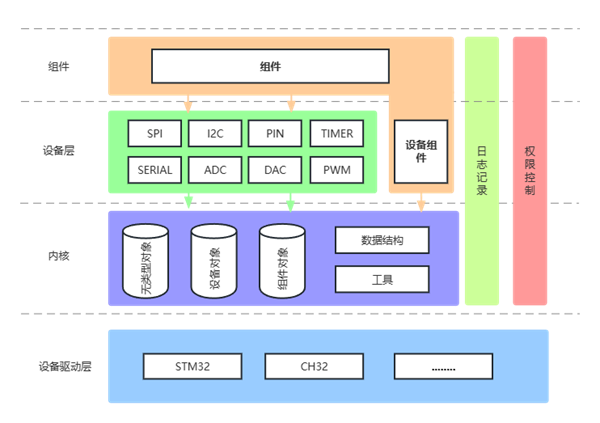 组件
组件
设备层
SPI
I2C
PIN
TIMER
SERIAL
ADC
DAC
PWM
设备组
件
日志记录
权限控制
内核
无类型对象
设备对象
组件对象
数据结构
工具
设备驱动层
STM32
CH32
........